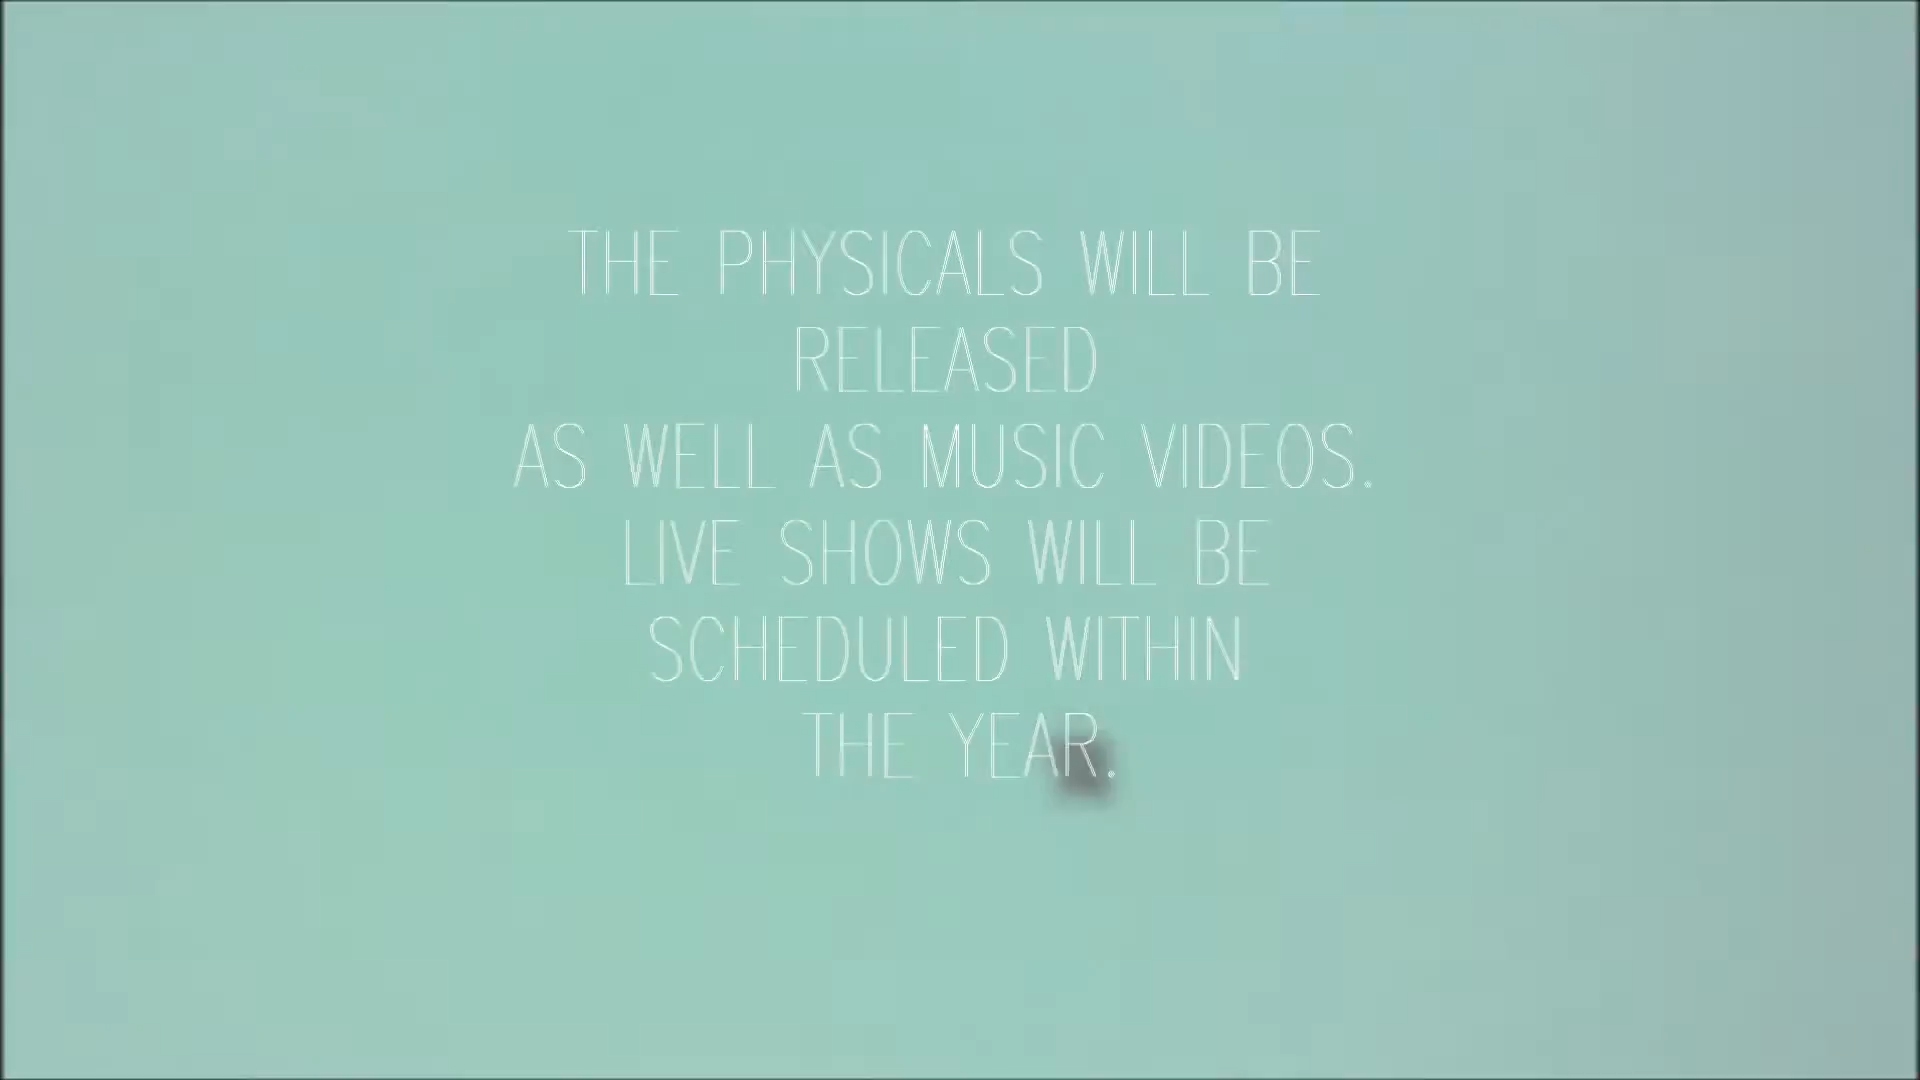 THE PHYSICALS WILL BE
RELEASED
AS WELL AS MUSIC VIDEOS.
LIVE SHOWS WILL BE
SCHEDULED WITHIN
THE YEAR.